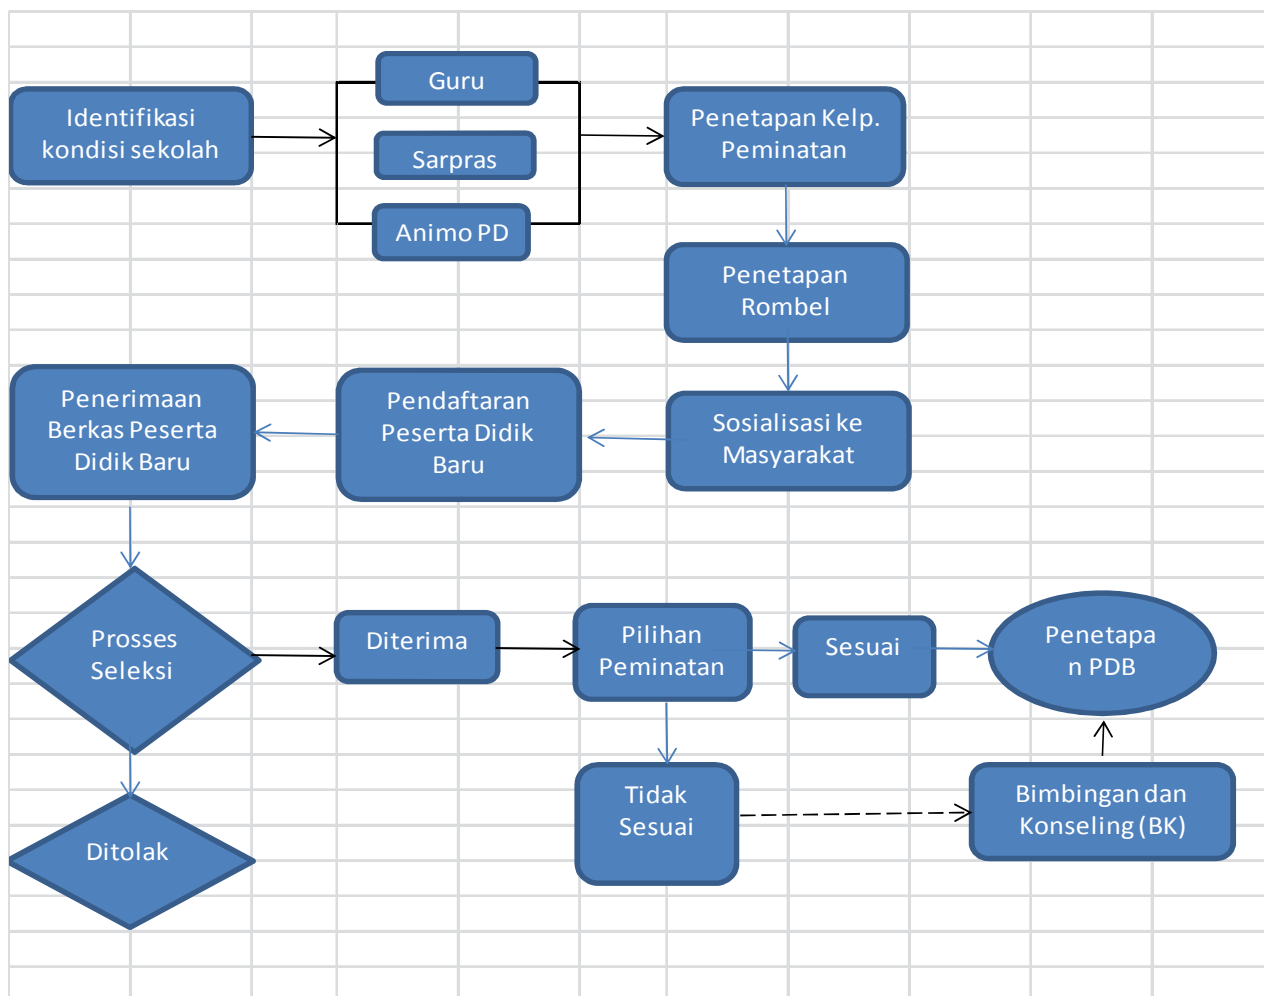 Identifikasi
kondisi sekolah
Guru
Sarpras
Animo PD
Penetapan Kelp.
Peminatan
Penetapan
Rombel
Sosialisasi ke
Masyarakat
Pendaftaran
Peserta Didik
Baru
Penerimaan
Berkas Peserta
Didik Baru
Prosses
Seleksi
Diterima
Pilihan
Peminatan
Sesuai
Penetapa
n PDB
Tidak
Sesuai
Bimbingan dan
Konseling (BK)
Ditolak